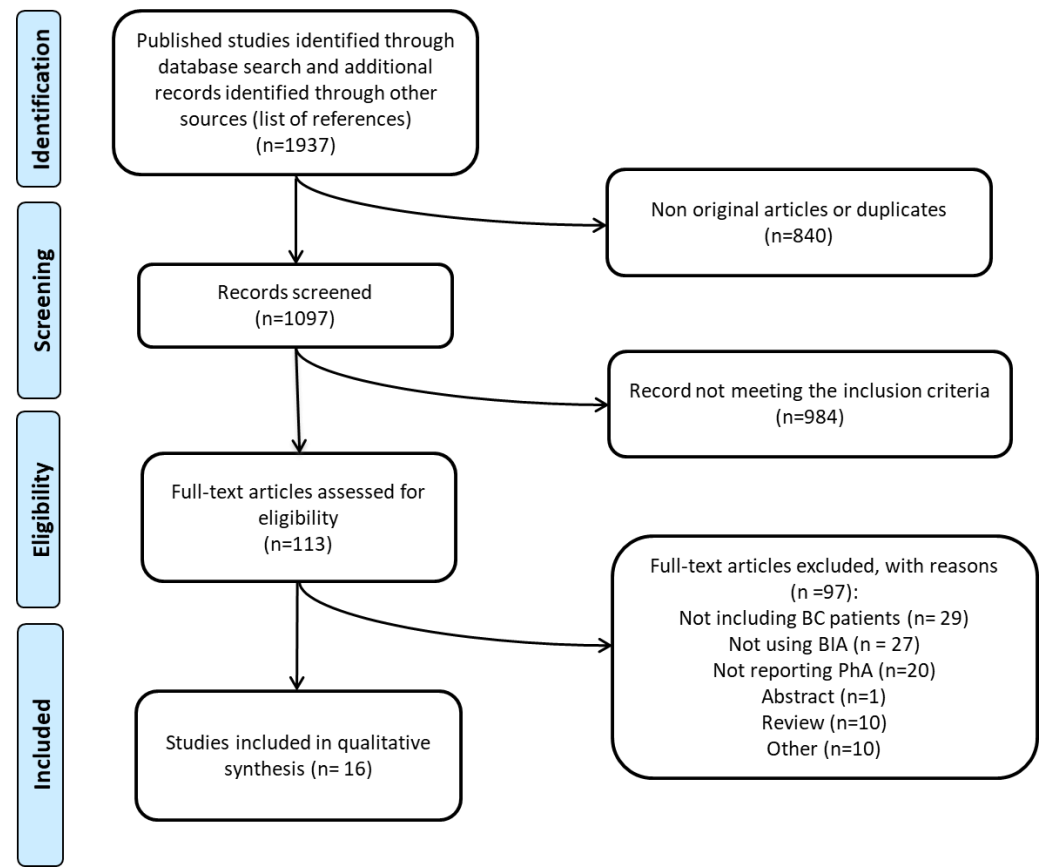 Identification
Published studies identified through
database search and additional
records identified through other
sources (list of references)
(n=1937)
Non original articles or duplicates
(n=840)
Screening
Records screened
(n=1097)
Record not meeting the inclusion criteria
(n=984)
Eligibility
Full-text articles assessed for
eligibility
(n=113)
Full-text articles excluded, with reasons
(n =97):
Not including BC patients (n= 29)
Not using BIA (n = 27)
Not reporting PhA (n=20)
Abstract (n=1)
Review (n=10)
Other (n=10)
Included
Studies included in qualitative
synthesis (n= 16)